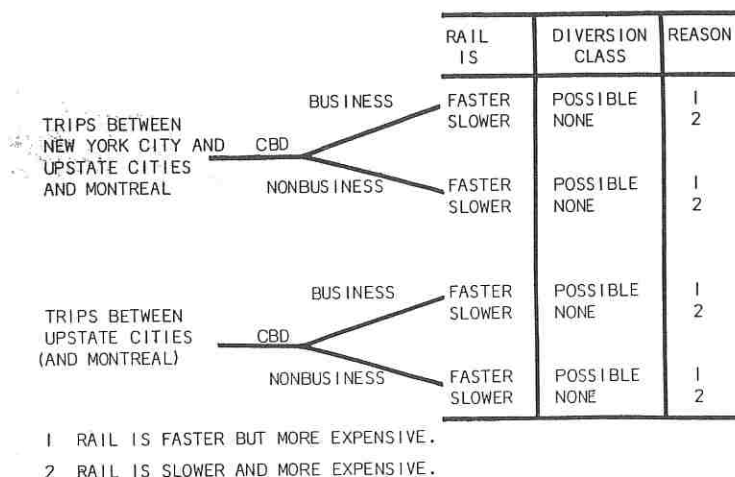 RAIL IS DIVERSION CLASS REASON
TRIPS BETWEEN
NEW YORK CITY AND
UPSTATE CITIES
AND MONTREAL
CBD
BUSINESS
FASTER POSSIBLE 1
SLOWER NONE 2
NONBUSINESS
FASTER POSSIBLE 1
SLOWER NONE 2
TRIPS BETWEEN
UPSTATE CITIES
(AND MONTREAL)
CBD
BUSINESS
FASTER POSSIBLE 1
SLOWER NONE 2
NONBUSINESS
FASTER POSSIBLE 1
SLOWER NONE 2
1 RAIL IS FASTER BUT MORE EXPENSIVE.
2 RAIL IS SLOWER AND MORE EXPENSIVE.